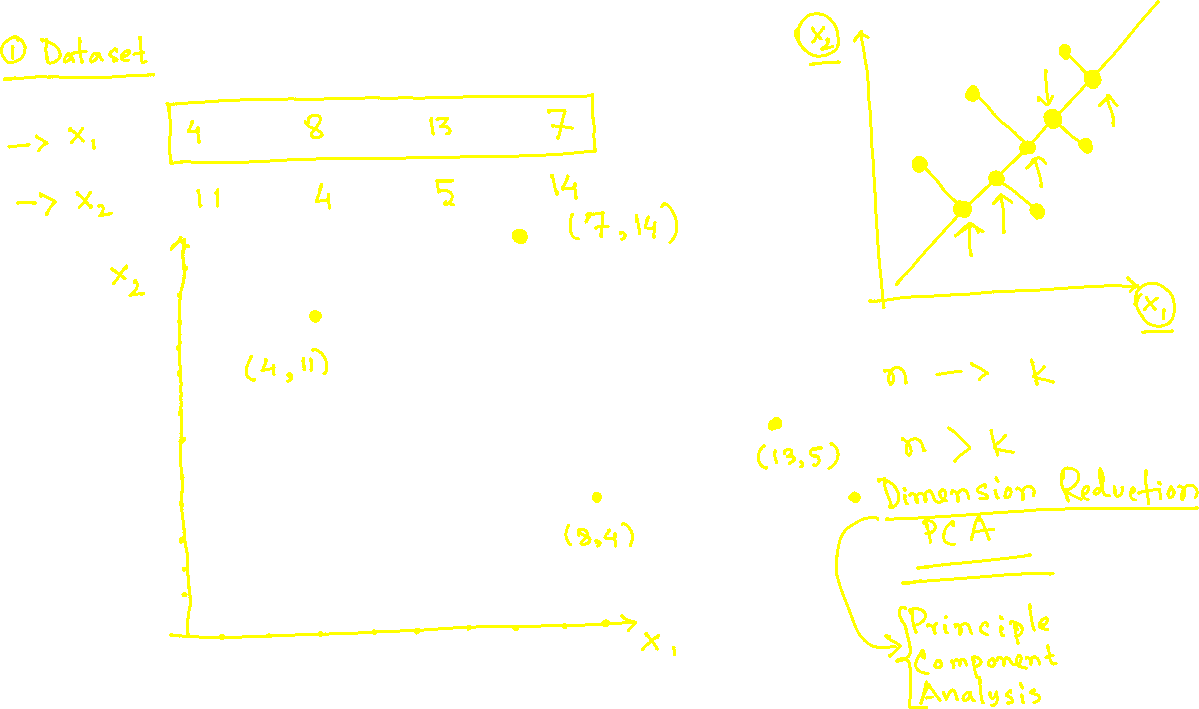 ① Dataset
-> x₁ 4 8 13 7
-> x₂ 11 4 5 14
(7,14)
x₂
(4,11)
(13,5)
(8,4)
x₁
x₂
x₁
n -> k
n > k
• Dimension Reduction
PCA
Principle
Component
Analysis